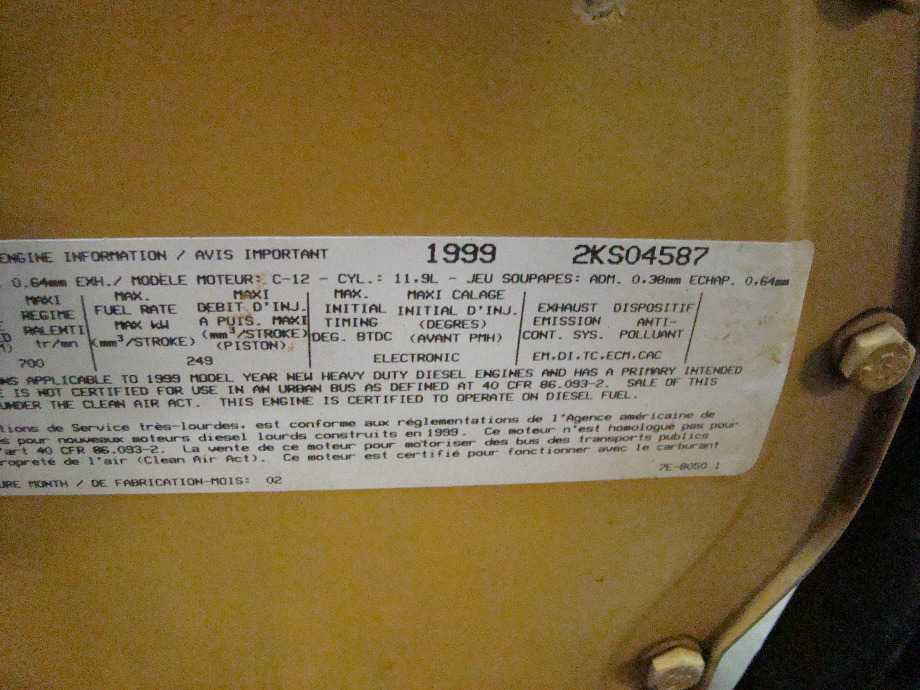 ENGINE INFORMATION / AVIS IMPORTANT 1999 2KS04587
0.64mm EXH./ MODÈLE MOTEUR: C-12 - CYL.: 11.9L - JEU SOUPAPES: ADM. 0.38mm ECHAP. 0.64mm
MAXI MAX. MAXI MAX. MAXI CALAGE
REGIME FUEL RATE DEBIT D'INJ. INITIAL INITIAL D'INJ. EXHAUST DISPOSITIF
RALENTI MAX kW A PUIS. MAXI TIMING (DEGRES) EMISSION ANTI-
tr/mn (mm³/STROKE) (mm³/STROKE) DEG. BTDC (AVANT PMH) CONT. SYS. POLLUANT
(PISTON)
700 249 ELECTRONIC EM,DI,TC,ECM,CAC
NS APPLICABLE TO 1999 MODEL YEAR NEW HEAVY DUTY DIESEL ENGINES AND HAS A PRIMARY INTENDED
E IS NOT CERTIFIED FOR USE IN AN URBAN BUS AS DEFINED AT 40 CFR 86.093-2. SALE OF THIS
UNDER THE CLEAN AIR ACT. THIS ENGINE IS CERTIFIED TO OPERATE ON DIESEL FUEL.
tions de Service très-lourdes, est conforme aux réglementations de l'Agence américaine de
es pour nouveaux moteurs diesel lourds construits en 1999. Ce moteur n'est homologué pas pour
'art 40 CFR 86.093-2. La vente de ce moteur pour motoriser des bus des transports publics
ropreté de l'air (Clean Air Act). Ce moteur est certifié pour fonctionner avec le carburant
7E-8050 1
URE MONTH / DE FABRICATION-MOIS: 02